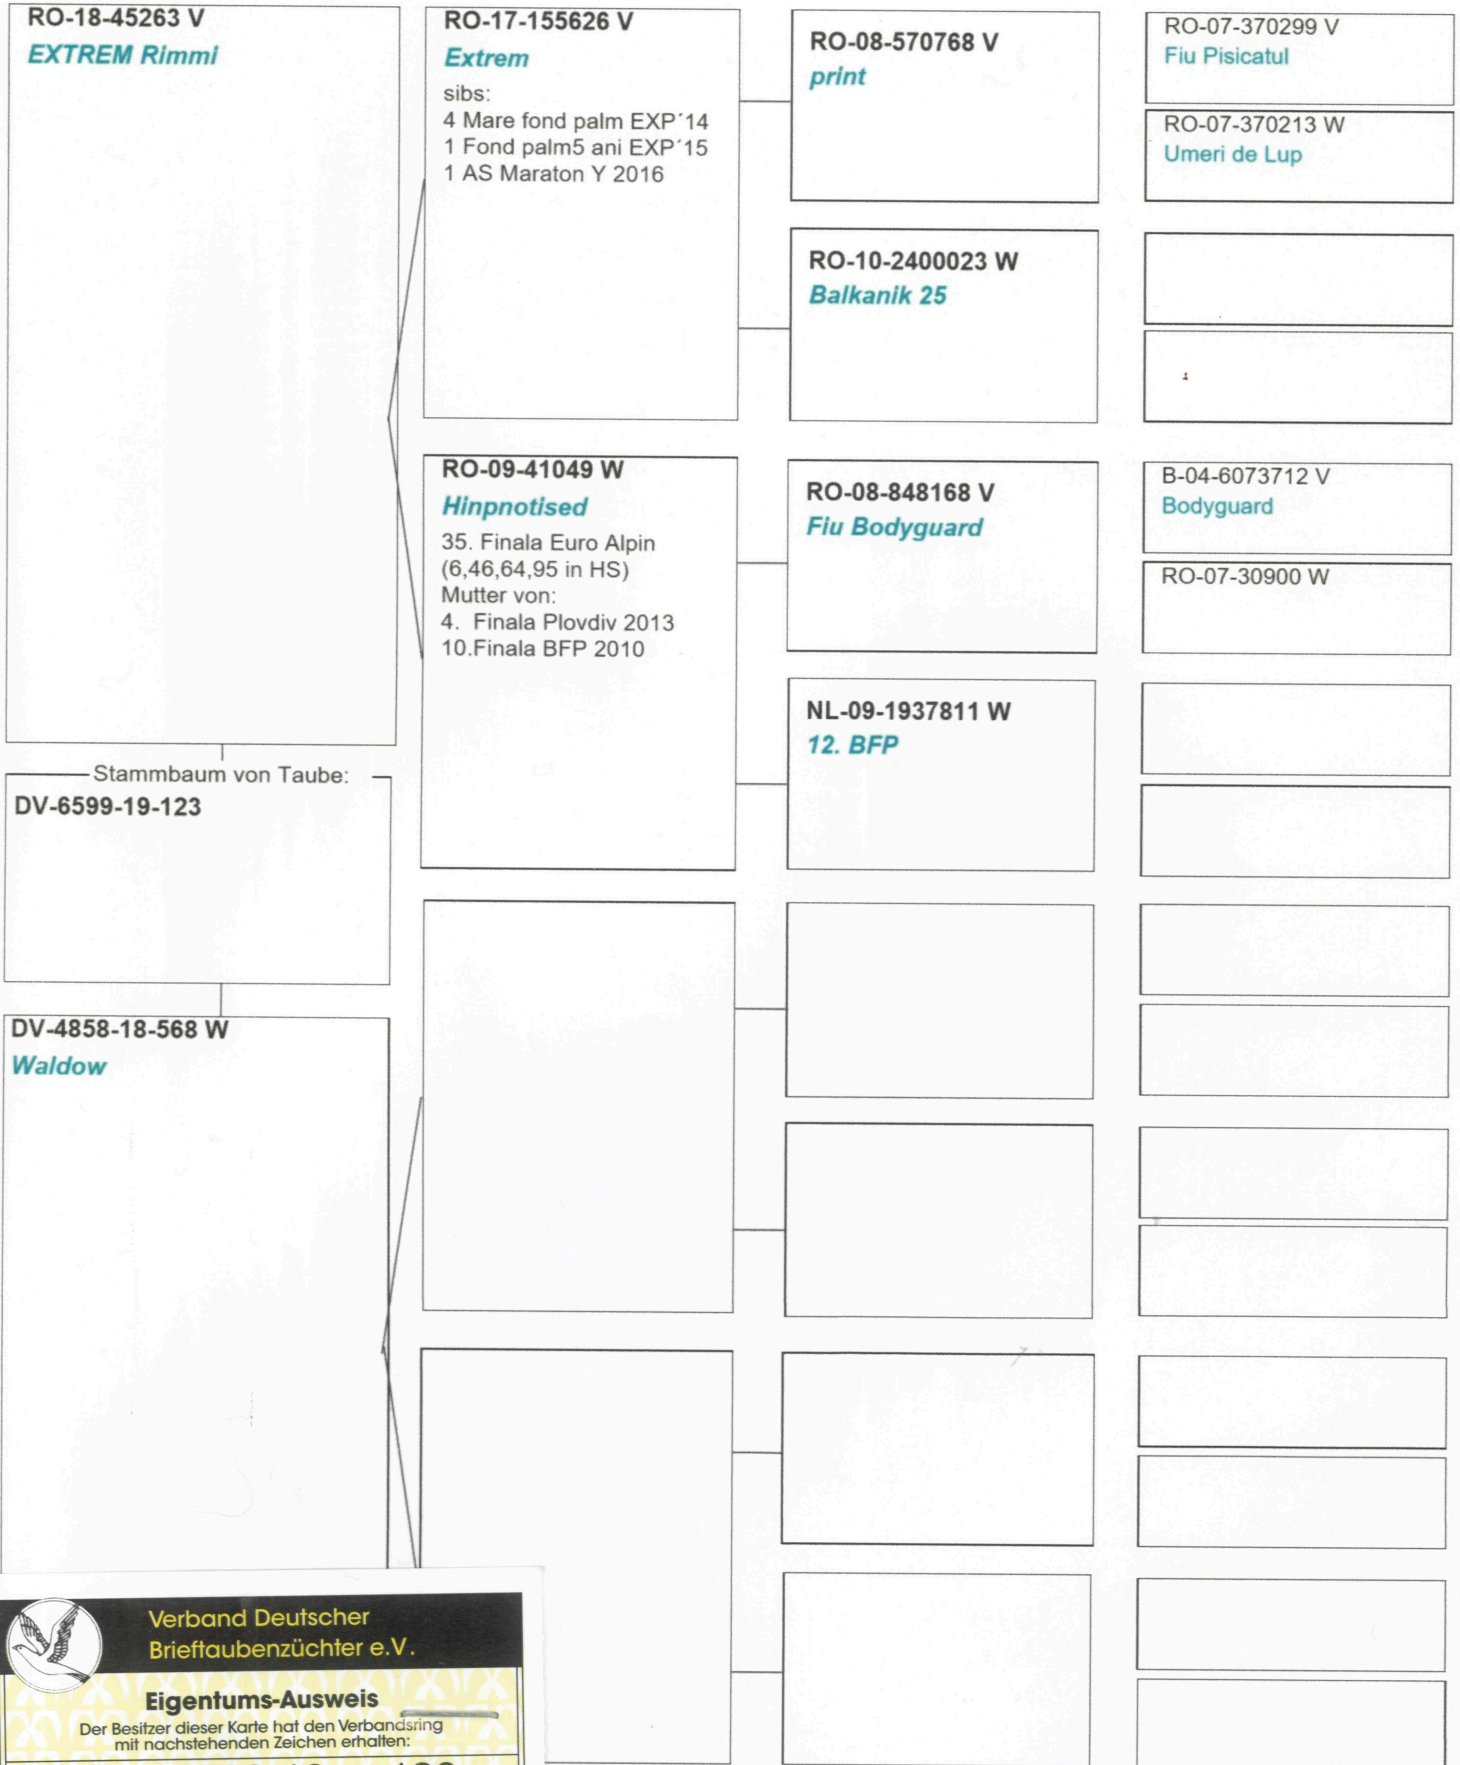 RO-18-45263 V
EXTREM Rimmi
RO-17-155626 V
Extrem
sibs:
4 Mare fond palm EXP´14
1 Fond palm5 ani EXP´15
1 AS Maraton Y 2016
RO-08-570768 V
print
RO-07-370299 V
Fiu Pisicatul
RO-07-370213 W
Umeri de Lup
RO-10-2400023 W
Balkanik 25
RO-09-41049 W
Hinpnotised
35. Finala Euro Alpin
(6,46,64,95 in HS)
Mutter von:
4. Finala Plovdiv 2013
10.Finala BFP 2010
RO-08-848168 V
Fiu Bodyguard
B-04-6073712 V
Bodyguard
RO-07-30900 W
NL-09-1937811 W
12. BFP
Stammbaum von Taube:
DV-6599-19-123
DV-4858-18-568 W
Waldow
Verband Deutscher
Brieftaubenzüchter e.V.
Eigentums-Ausweis
Der Besitzer dieser Karte hat den Verbandsring
mit nachstehenden Zeichen erhalten: